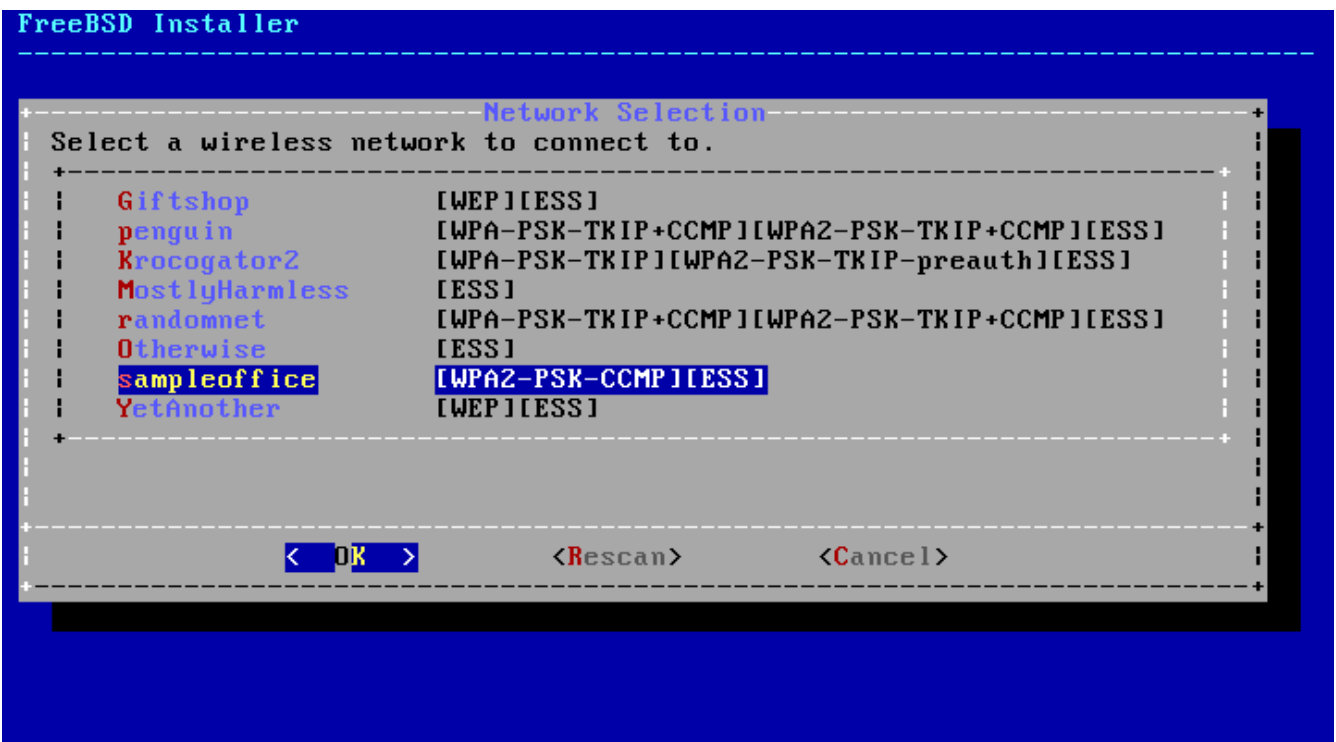 FreeBSD Installer
Network Selection
Select a wireless network to connect to.
Giftshop [WEP][ESS]
penguin [WPA-PSK-TKIP+CCMP][WPA2-PSK-TKIP+CCMP][ESS]
Krocogator2 [WPA-PSK-TKIP][WPA2-PSK-TKIP-preauth][ESS]
MostlyHarmless [ESS]
randomnet [WPA-PSK-TKIP+CCMP][WPA2-PSK-TKIP+CCMP][ESS]
Otherwise [ESS]
sampleoffice [WPA2-PSK-CCMP][ESS]
YetAnother [WEP][ESS]
< OK > <Rescan> <Cancel>